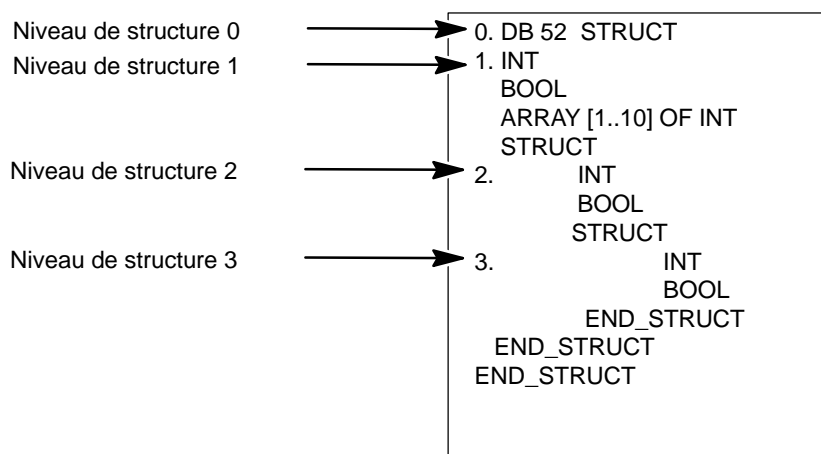 Niveau de structure 0 0. DB 52 STRUCT
Niveau de structure 1 1. INT
BOOL
ARRAY [1..10] OF INT
STRUCT
Niveau de structure 2 2. INT
BOOL
STRUCT
Niveau de structure 3 3. INT
BOOL
END_STRUCT
END_STRUCT
END_STRUCT